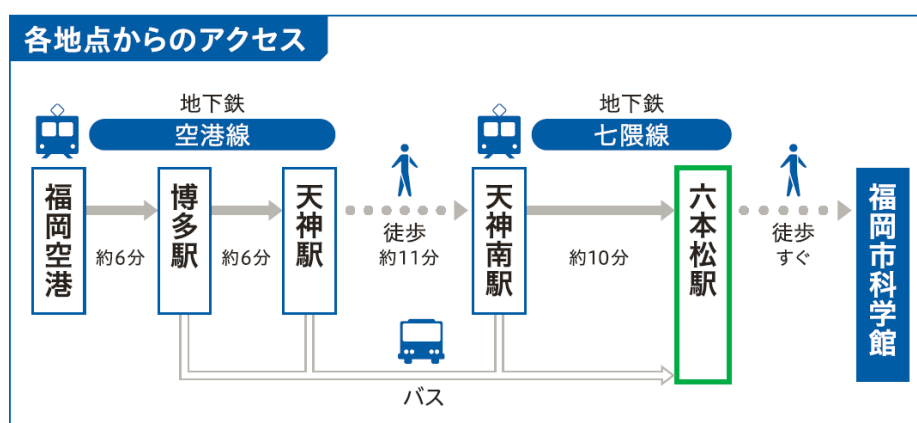 各地点からのアクセス
地下鉄
空港線
地下鉄
七隈線
福岡空港
約6分
博多駅
約6分
天神駅
徒歩
約11分
天神南駅
約10分
六本松駅
徒歩
すぐ
福岡市科学館
バス